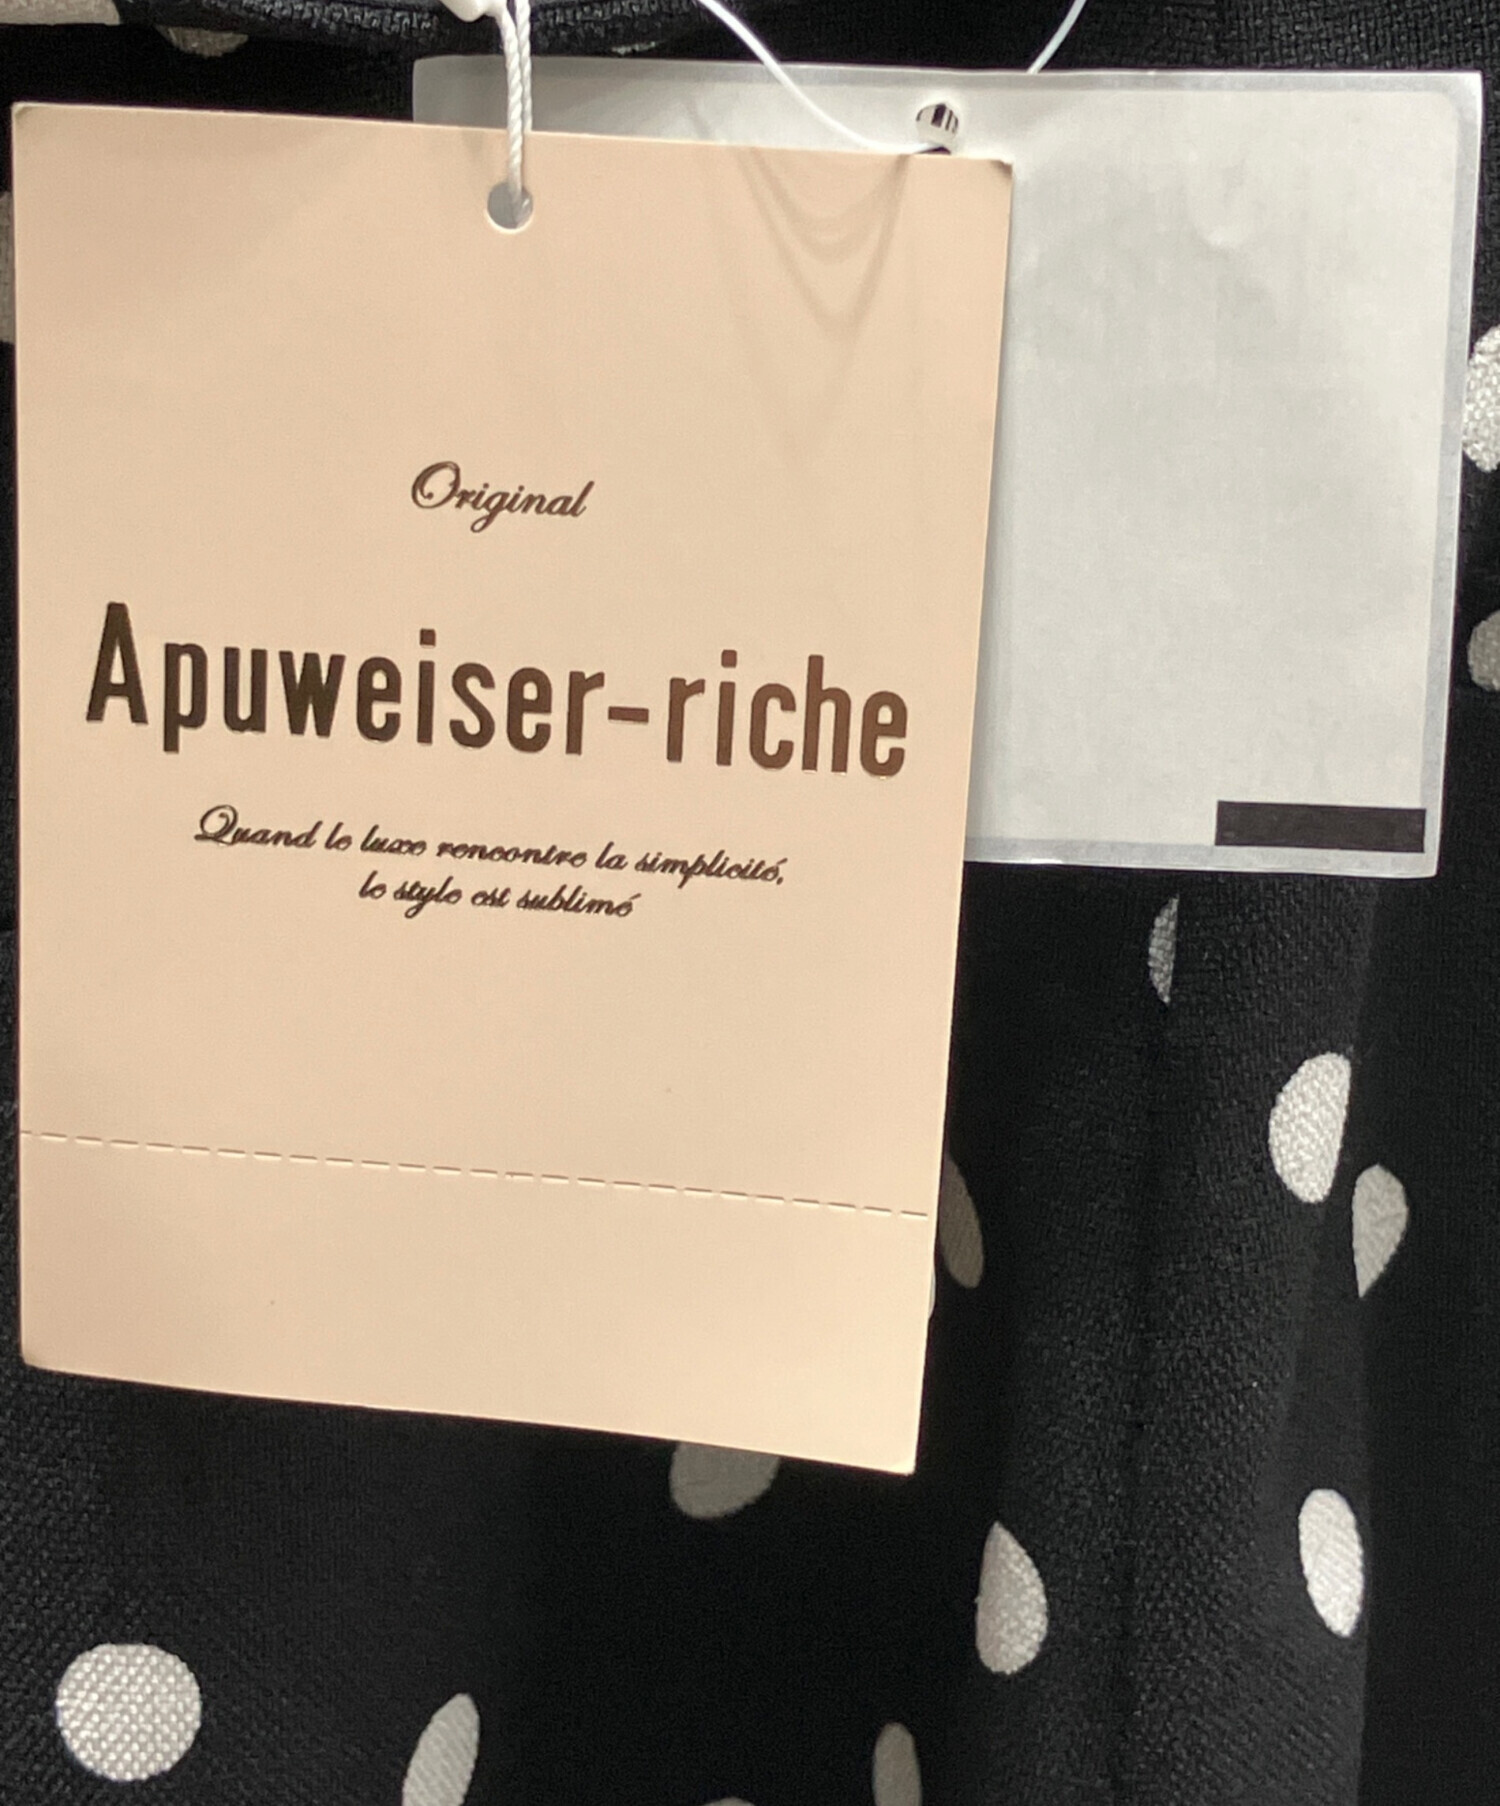 Original
Apuweiser-riche
Quand le luxe rencontre la simplicité,
le style est sublimé